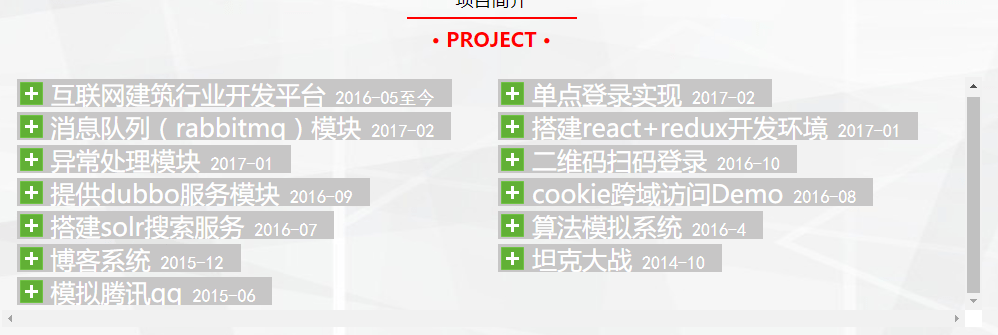 项目简介
• PROJECT •
互联网建筑行业开发平台 2016-05至今
单点登录实现 2017-02
消息队列（rabbitmq）模块 2017-02
搭建react+redux开发环境 2017-01
异常处理模块 2017-01
二维码扫码登录 2016-10
提供dubbo服务模块 2016-09
cookie跨域访问Demo 2016-08
搭建solr搜索服务 2016-07
算法模拟系统 2016-4
博客系统 2015-12
坦克大战 2014-10
模拟腾讯qq 2015-06